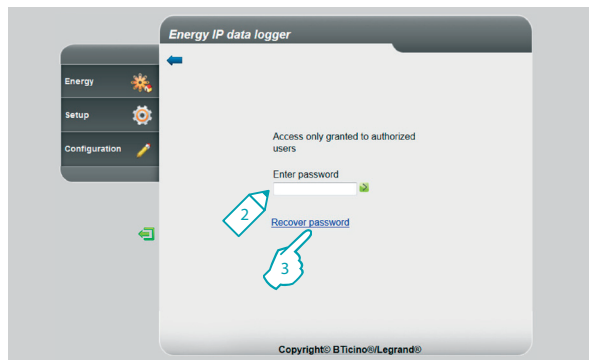 Energy IP data logger
Energy
Setup
Configuration
Access only granted to authorized
users
Enter password
2
Recover password
3
Copyright© BTicino®/Legrand®